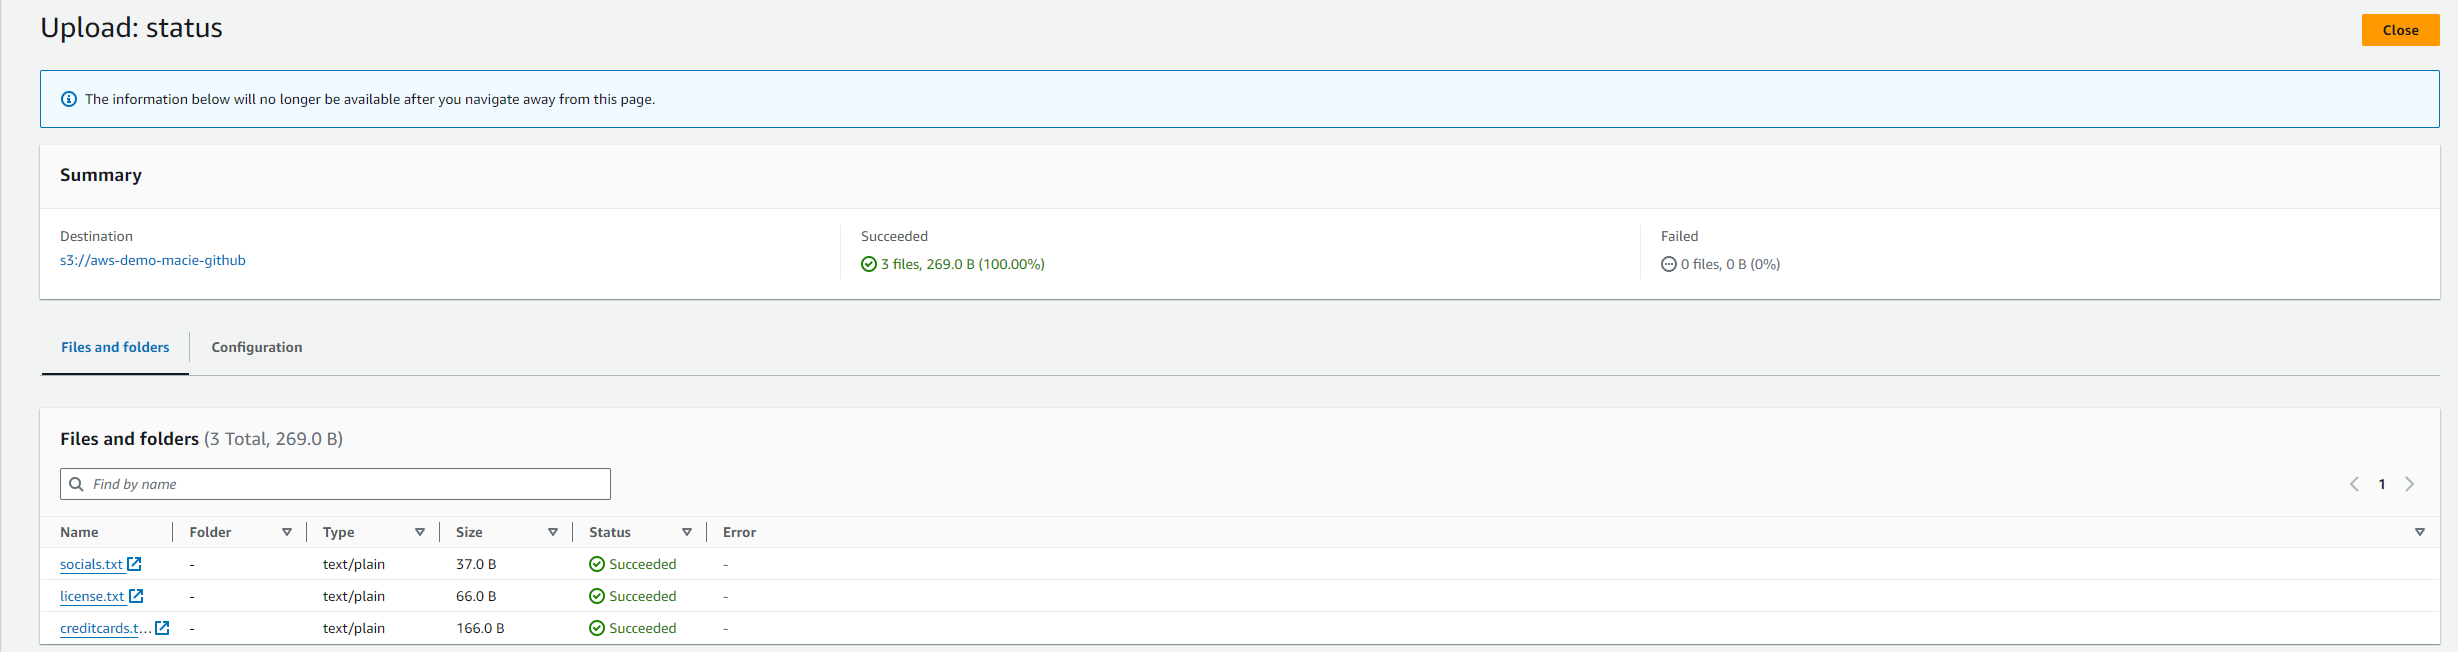 Upload: status
Close
The information below will no longer be available after you navigate away from this page.
Summary
Destination
s3://aws-demo-macie-github
Succeeded
3 files, 269.0 B (100.00%)
Failed
0 files, 0 B (0%)
Files and folders
Configuration
Files and folders (3 Total, 269.0 B)
Find by name
1
Name Folder Type Size Status Error
socials.txt - text/plain 37.0 B Succeeded -
license.txt - text/plain 66.0 B Succeeded -
creditcards.t... - text/plain 166.0 B Succeeded -